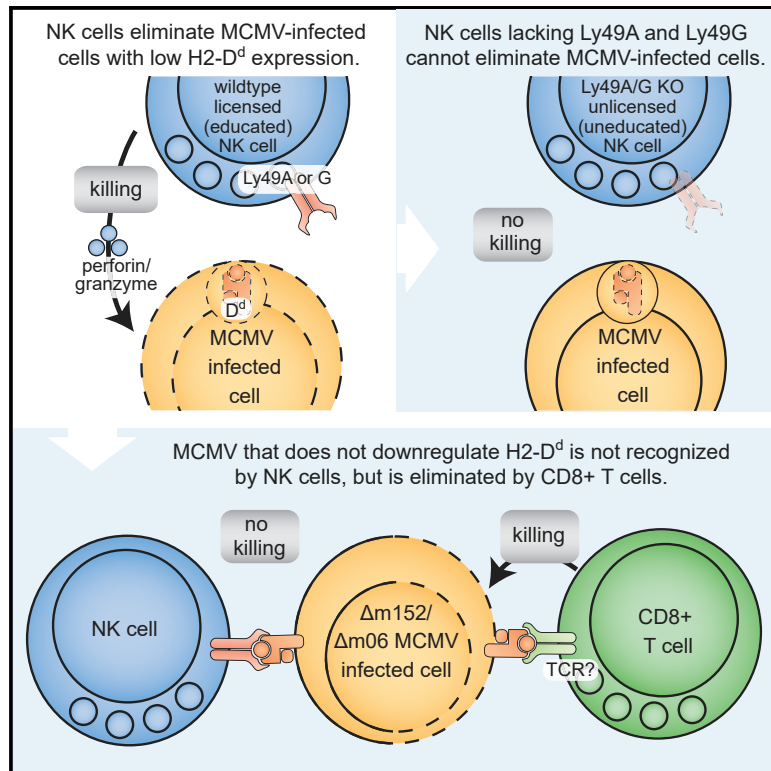 NK cells eliminate MCMV-infected
cells with low H2-Dᵈ expression.
wildtype
licensed
(educated)
NK cell
Ly49A or G
killing
perforin/
granzyme
Dᵈ
MCMV
infected
cell
NK cells lacking Ly49A and Ly49G
cannot eliminate MCMV-infected cells.
Ly49A/G KO
unlicensed
(uneducated)
NK cell
no
killing
MCMV
infected
cell
MCMV that does not downregulate H2-Dᵈ is not recognized
by NK cells, but is eliminated by CD8+ T cells.
no
killing
killing
NK cell
Δm152/
Δm06 MCMV
infected cell
CD8+
T cell
TCR?